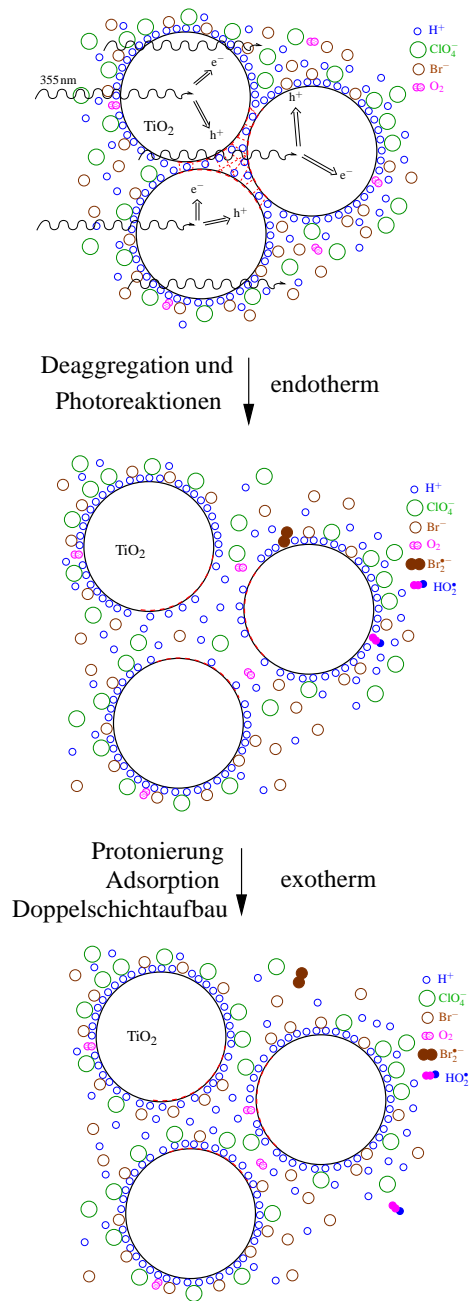 H⁺
ClO₄⁻
Br⁻
O₂
e⁻
355 nm
TiO₂
h⁺
h⁺
e⁻
e⁻
h⁺
Deaggregation und
Photoreaktionen
endotherm
H⁺
ClO₄⁻
Br⁻
O₂
Br₂•⁻
HO₂•
TiO₂
Protonierung
Adsorption
Doppelschichtaufbau
exotherm
H⁺
ClO₄⁻
Br⁻
O₂
Br₂•⁻
HO₂•
TiO₂